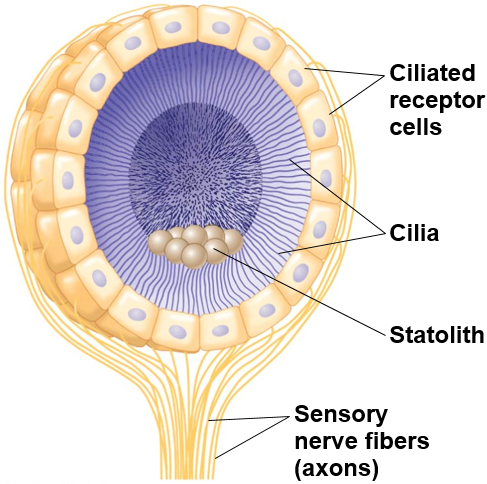 Ciliated
receptor
cells
Cilia
Statolith
Sensory
nerve fibers
(axons)